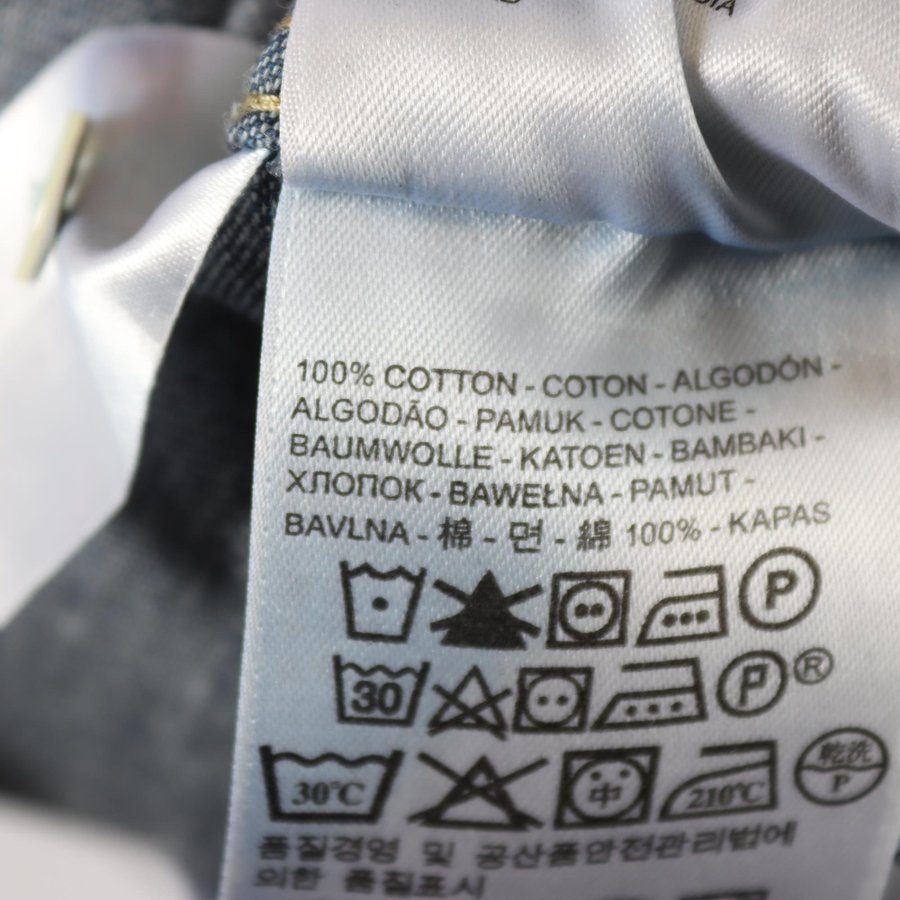 100% COTTON - COTON - ALGODÓN -
ALGODÃO - PAMUK - COTONE -
BAUMWOLLE - KATOEN - BAMBAKI -
ХЛОПОК - BAWEŁNA - PAMUT -
BAVLNA - 棉 - 면 - 綿 100% - KAPAS
P
30 P ®
30°C 中 210°C 乾洗 P
품질경영 및 공산품안전관리법에
의한 품질표시